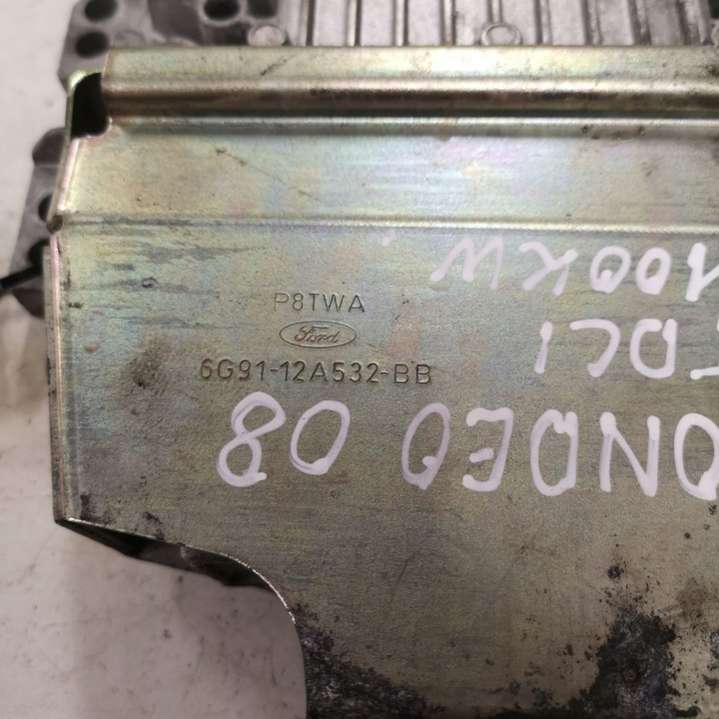 P8TWA
Ford
6G91-12A532-BB
ONDEO 08
TDCI
100KW